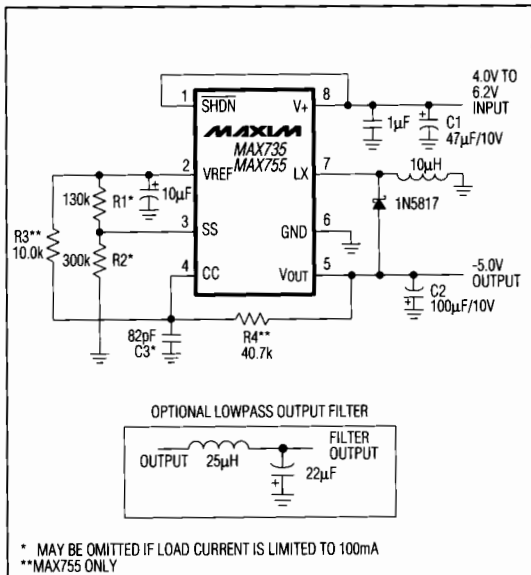 1 SHDN V+ 8
4.0V TO
6.2V
INPUT
1µF
C1
47µF/10V
MAXIM
MAX735
MAX755
2 VREF
LX 7
10µH
130k R1*
10µF
1N5817
3 SS
GND 6
R3**
10.0k
300k R2*
4 CC
VOUT 5
-5.0V
OUTPUT
C2
100µF/10V
82pF
C3*
R4**
40.7k
OPTIONAL LOWPASS OUTPUT FILTER
OUTPUT 25µH
FILTER
OUTPUT
22µF
* MAY BE OMITTED IF LOAD CURRENT IS LIMITED TO 100mA
**MAX755 ONLY